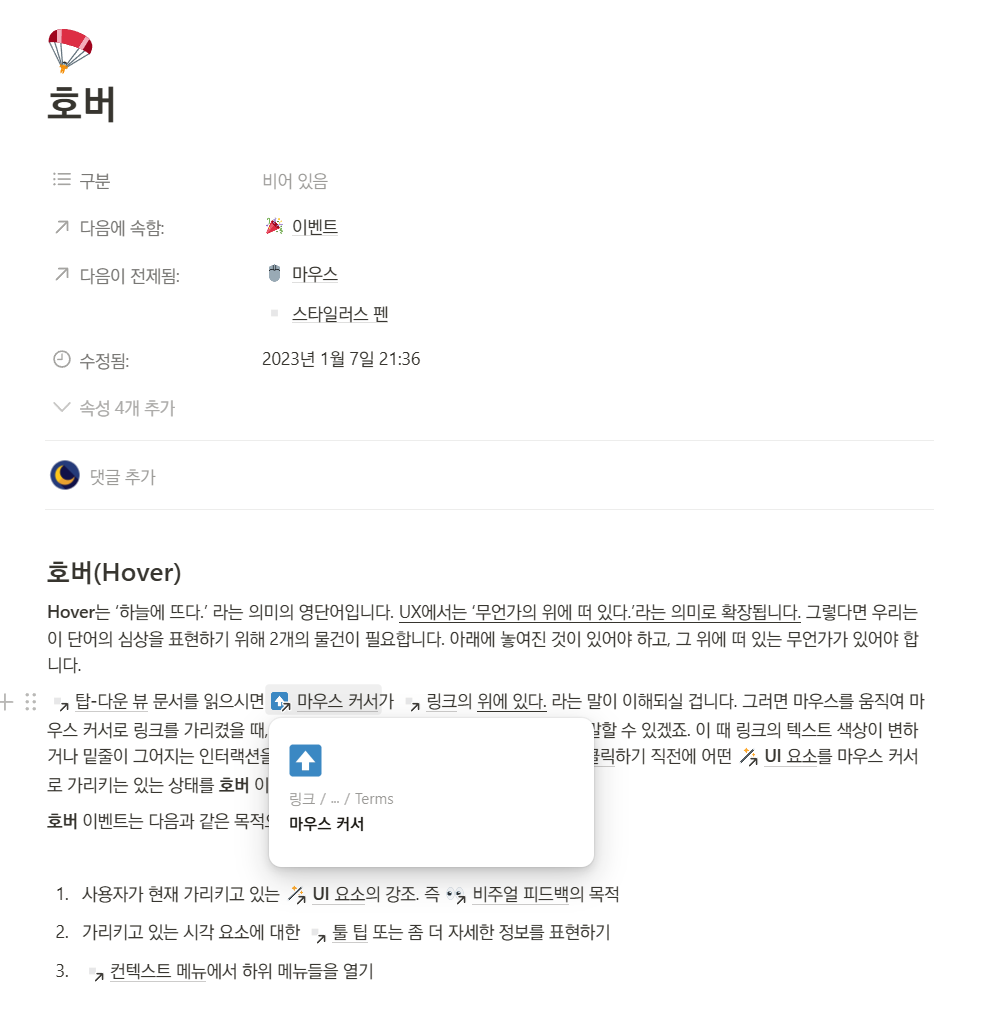 호버
구분 비어 있음
다음에 속함: 이벤트
다음이 전제됨: 마우스
스타일러스 펜
수정됨: 2023년 1월 7일 21:36
속성 4개 추가
댓글 추가
호버(Hover)
Hover는 ‘하늘에 뜨다.’ 라는 의미의 영단어입니다. UX에서는 ‘무언가의 위에 떠 있다.’라는 의미로 확장됩니다. 그렇다면 우리는
이 단어의 심상을 표현하기 위해 2개의 물건이 필요합니다. 아래에 놓여진 것이 있어야 하고, 그 위에 떠 있는 무언가가 있어야 합
니다.
탑-다운 뷰 문서를 읽으시면 마우스 커서가 링크의 위에 있다. 라는 말이 이해되실 겁니다. 그러면 마우스를 움직여 마
우스 커서로 링크를 가리켰을 때, 말할 수 있겠죠. 이 때 링크의 텍스트 색상이 변하
거나 밑줄이 그어지는 인터랙션을 클릭하기 직전에 어떤 UI 요소를 마우스 커서
로 가리키는 있는 상태를 호버 이
호버 이벤트는 다음과 같은 목적으
링크 / ... / Terms
마우스 커서
1. 사용자가 현재 가리키고 있는 UI 요소의 강조. 즉 비주얼 피드백의 목적
2. 가리키고 있는 시각 요소에 대한 툴 팁 또는 좀 더 자세한 정보를 표현하기
3. 컨텍스트 메뉴에서 하위 메뉴들을 열기